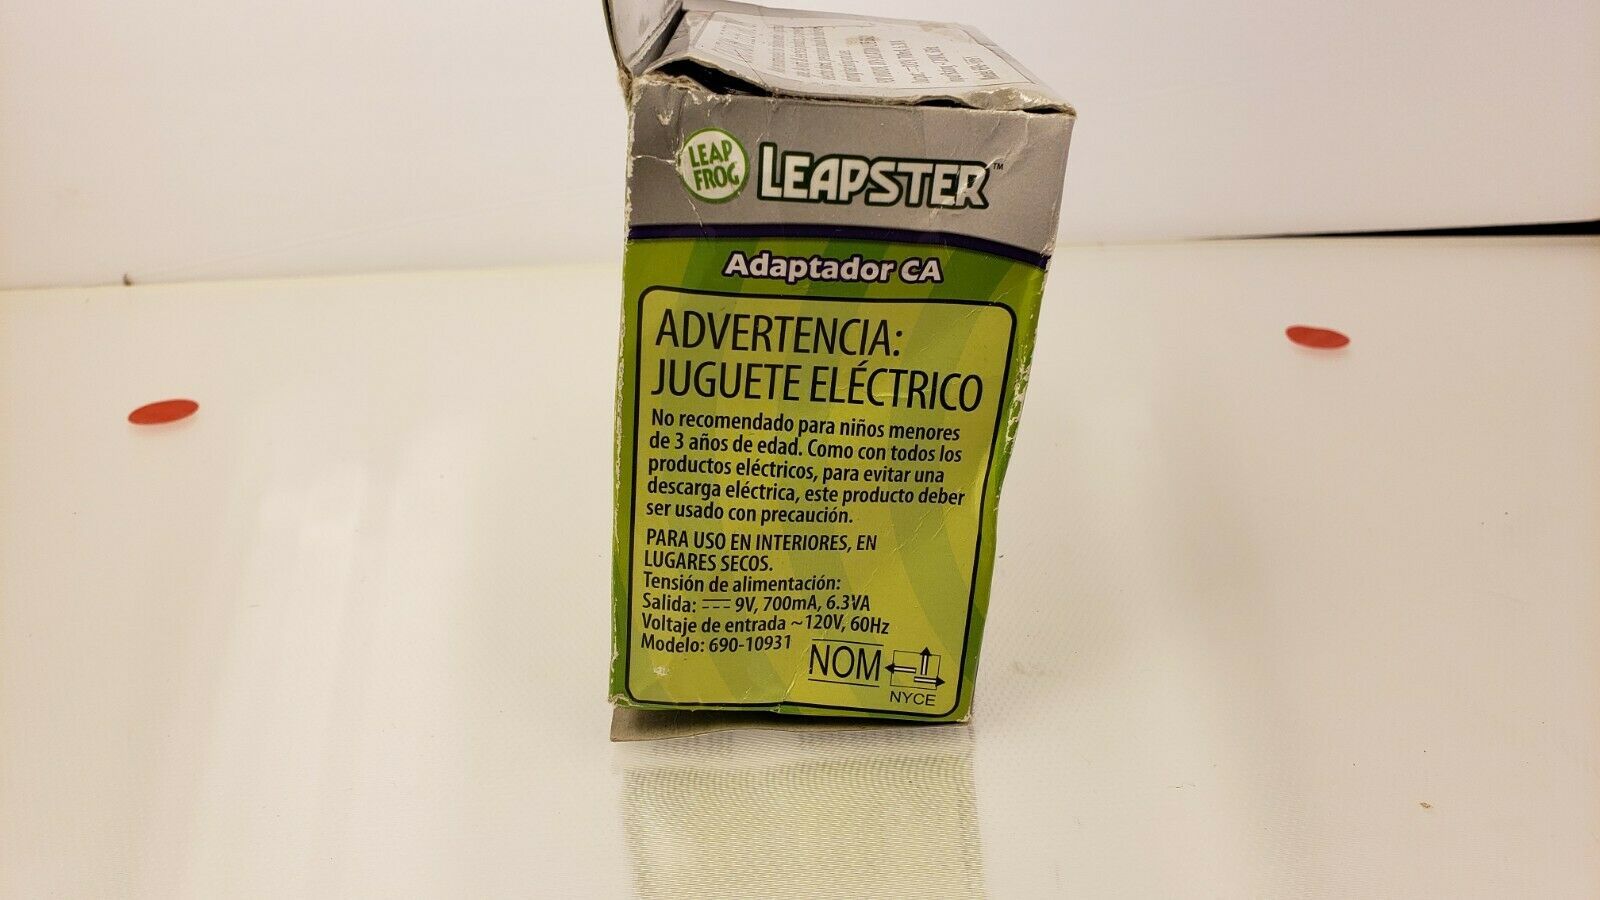 LEAP
FROG
LEAPSTER™
Adaptador CA
ADVERTENCIA:
JUGUETE ELÉCTRICO
No recomendado para niños menores
de 3 años de edad. Como con todos los
productos eléctricos, para evitar una
descarga eléctrica, este producto deber
ser usado con precaución.
PARA USO EN INTERIORES, EN
LUGARES SECOS.
Tensión de alimentación:
Salida: 9V, 700mA, 6.3VA
Voltaje de entrada ~120V, 60Hz
Modelo: 690-10931
NOM
NYCE